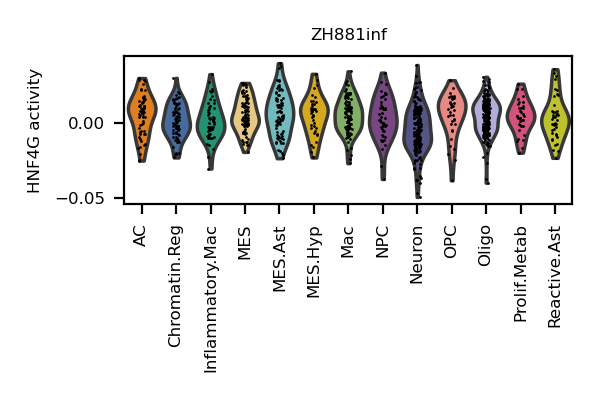 ZH881inf
HNF4G activity
0.00
−0.05
AC
Chromatin.Reg
Inflammatory.Mac
MES
MES.Ast
MES.Hyp
Mac
NPC
Neuron
OPC
Oligo
Prolif.Metab
Reactive.Ast